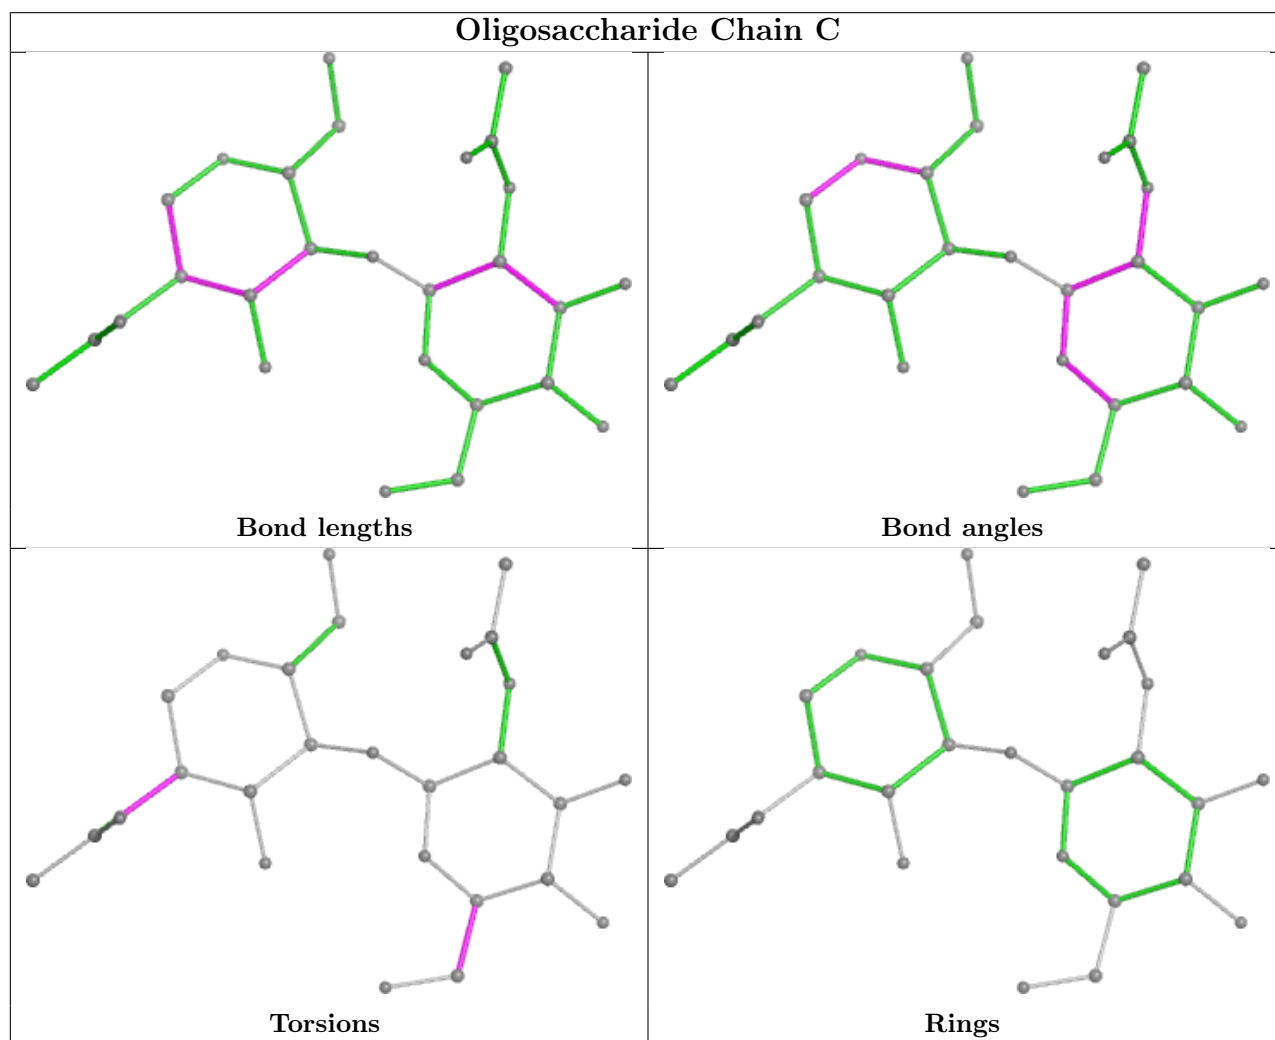 Oligosaccharide Chain C
Bond lengths
Bond angles
Torsions
Rings